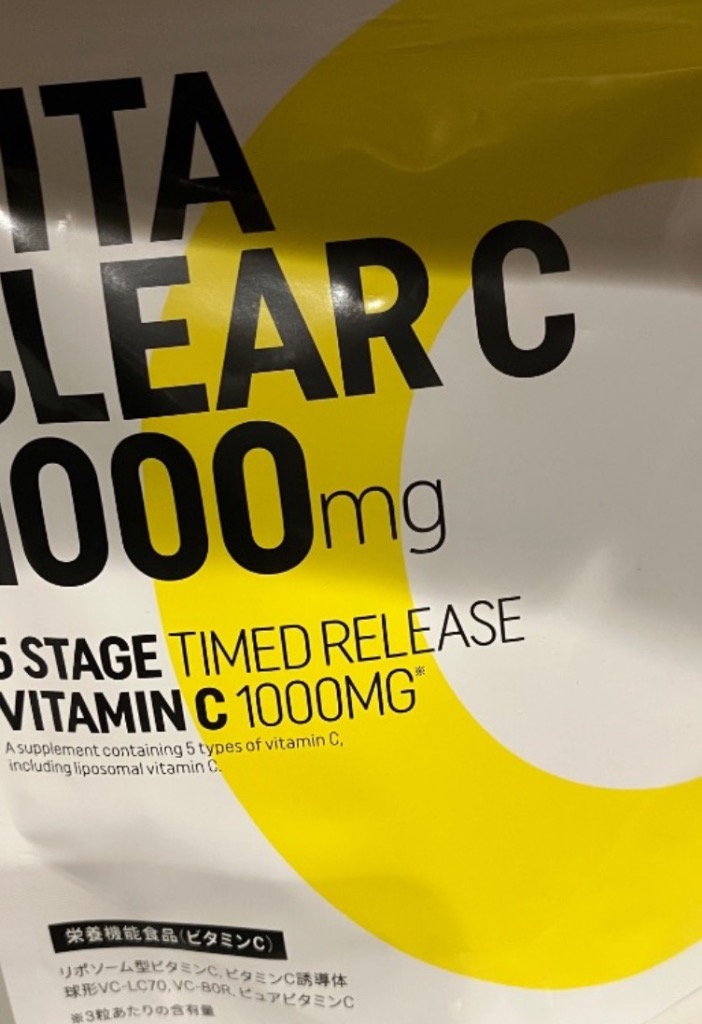 ITA
CLEAR C
1000mg
5 STAGE TIMED RELEASE
VITAMIN C 1000MG※
A supplement containing 5 types of vitamin C,
including liposomal vitamin C.
栄養機能食品(ビタミンC)
リポソーム型ビタミンC, ビタミンC誘導体
球形VC-LC70, VC-80R, ピュアビタミンC
※3粒あたりの含有量